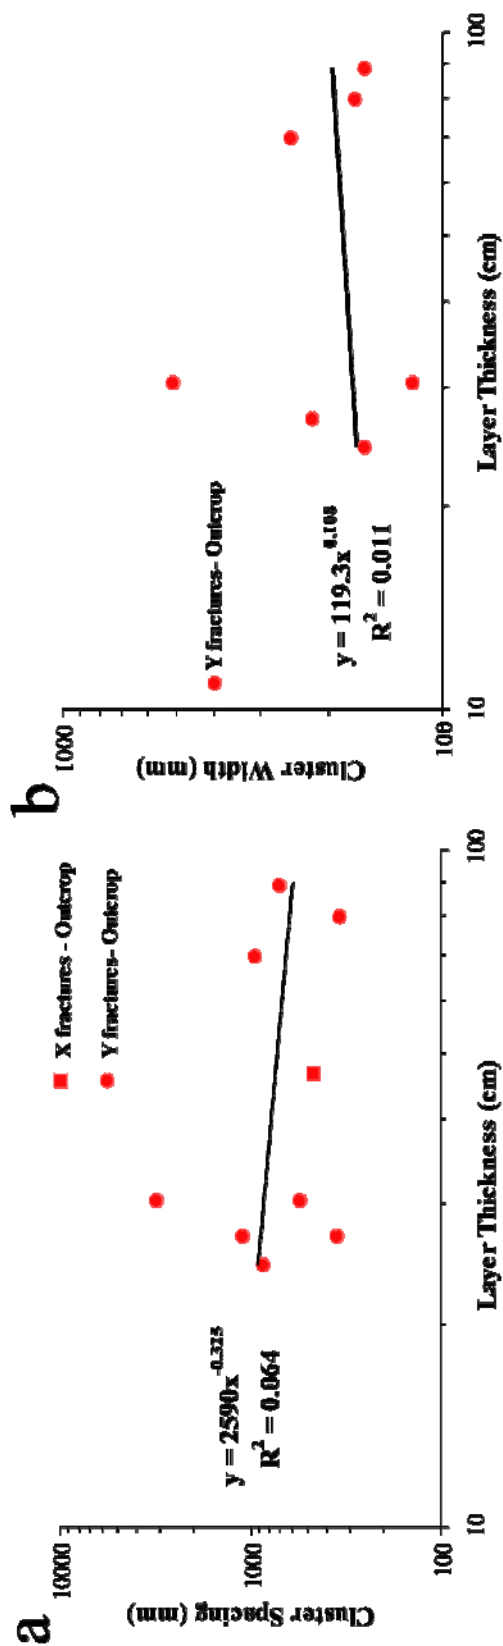 a
10000
1000
100
Cluster Spacing (mm)
X fractures - Outcrop
Y fractures- Outcrop
y = 2590x^-0.325
R^2 = 0.064
10
100
Layer Thickness (cm)
b
1000
100
Cluster Width (mm)
Y fractures- Outcrop
y = 119.3x^0.108
R^2 = 0.011
10
100
Layer Thickness (cm)